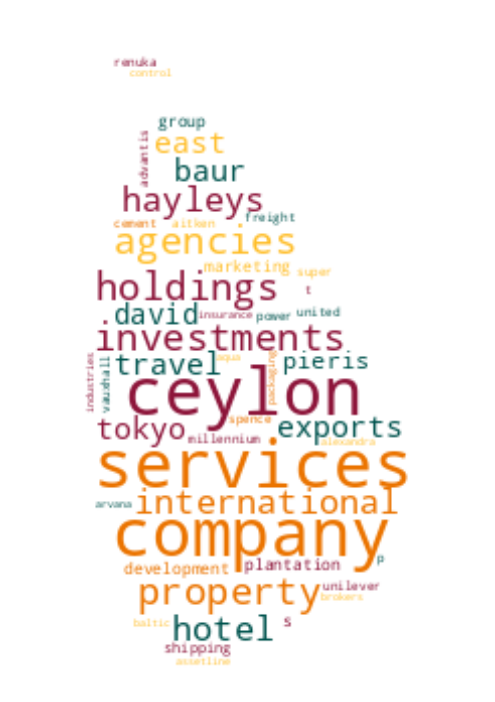 renuka
control
group
advantis
east
baur
hayleys
freight
cement aitken
agencies
marketing super
holdings t
david insurance power united
investments
travel aqua pieris
industries vauxhall packaging
ceylon
tokyo spence exports
millennium alexandra
services
arvana international
company
p
development plantation
property unilever
brokers
baltic hotel s
shipping
assetline